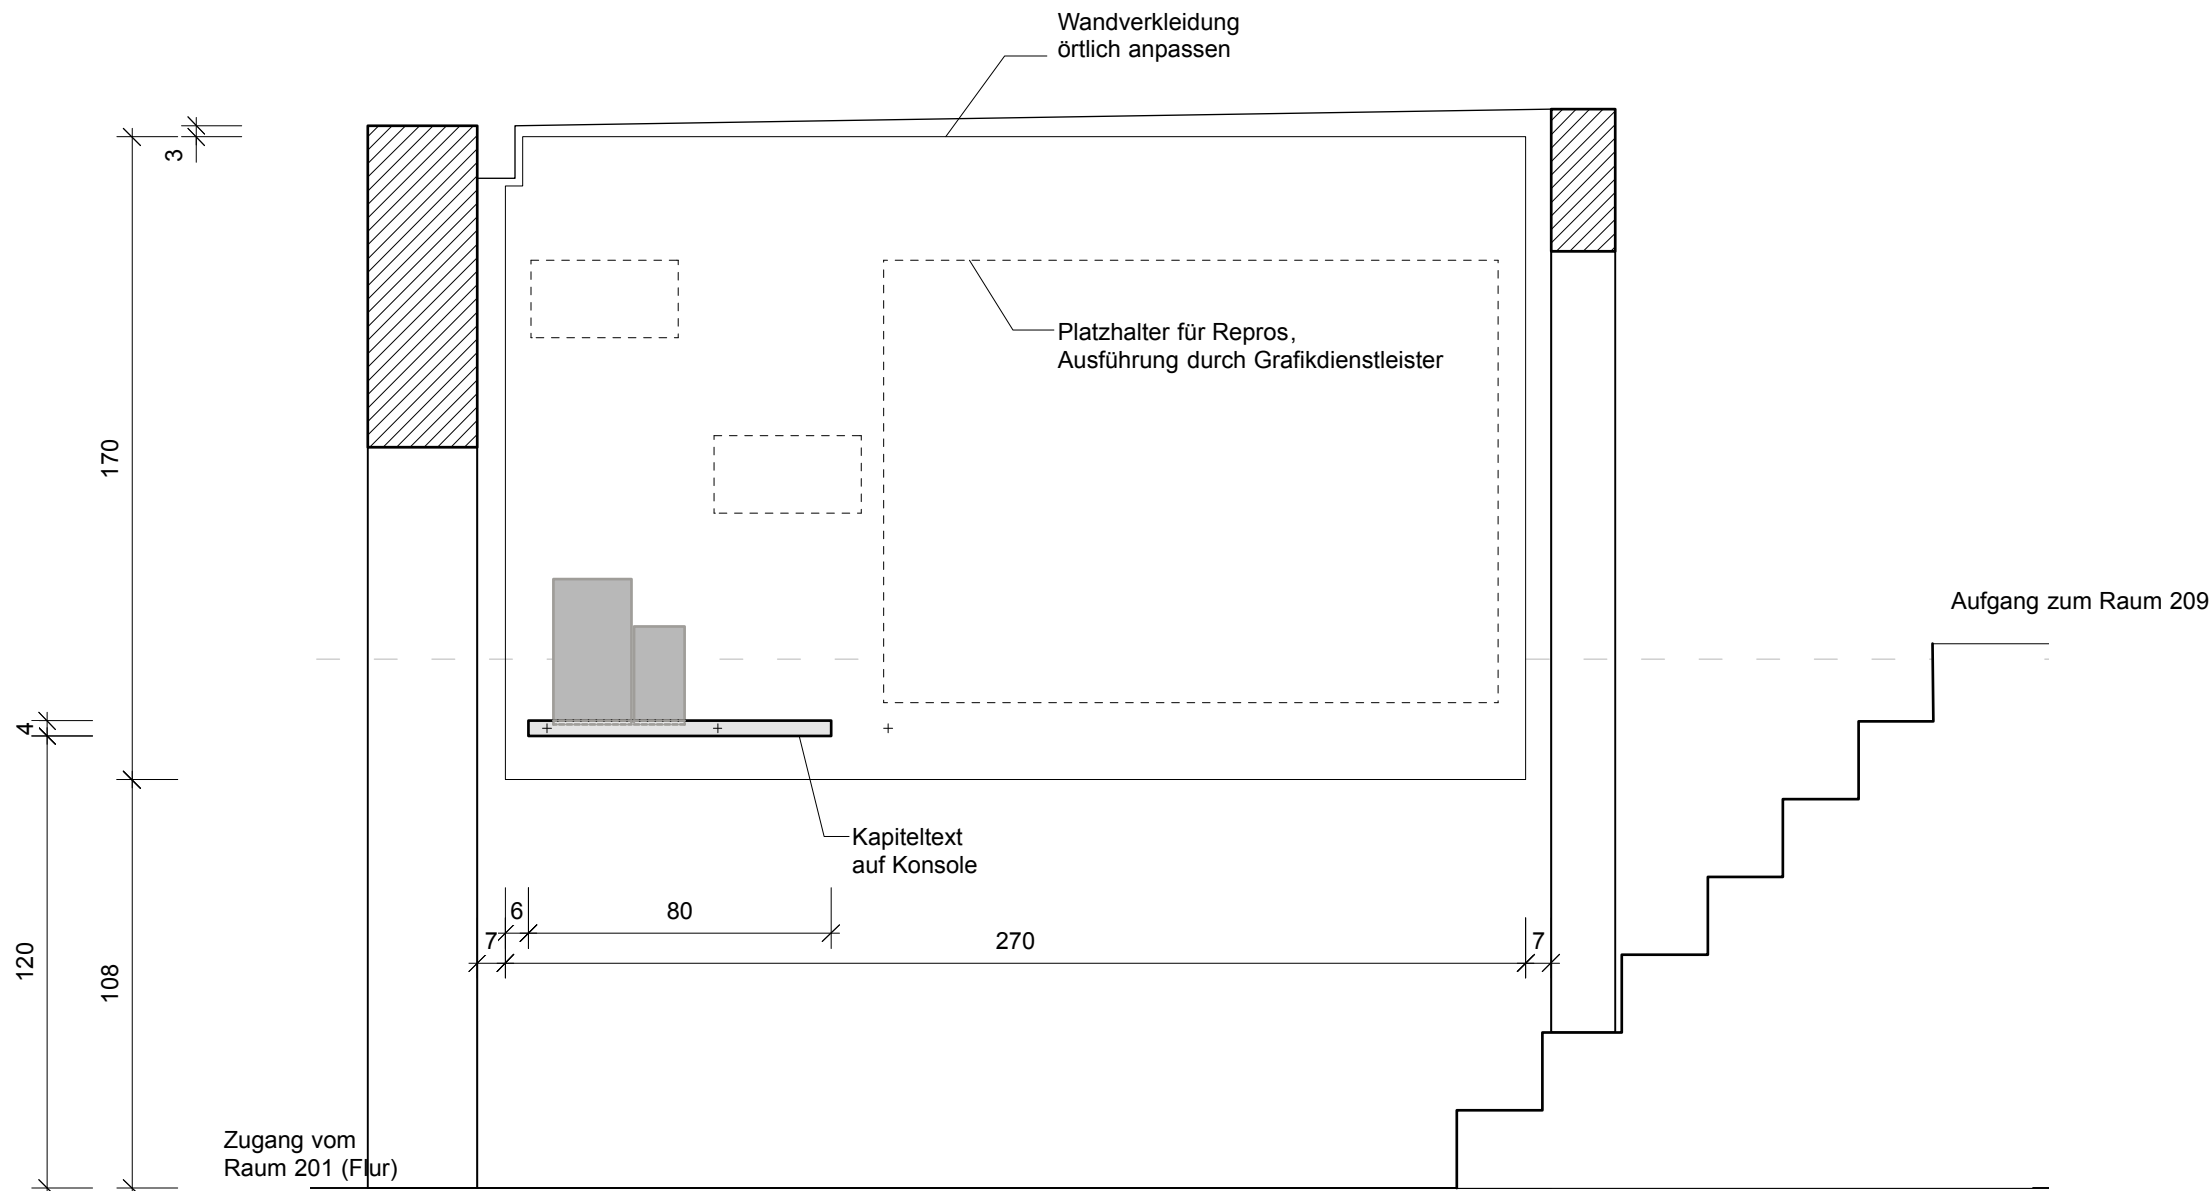 Wandverkleidung
örtlich anpassen
3
Platzhalter für Repros,
Ausführung durch Grafikdienstleister
170
Aufgang zum Raum 209
4
Kapiteltext
auf Konsole
6
80
7
270
7
120
108
Zugang vom
Raum 201 (Flur)